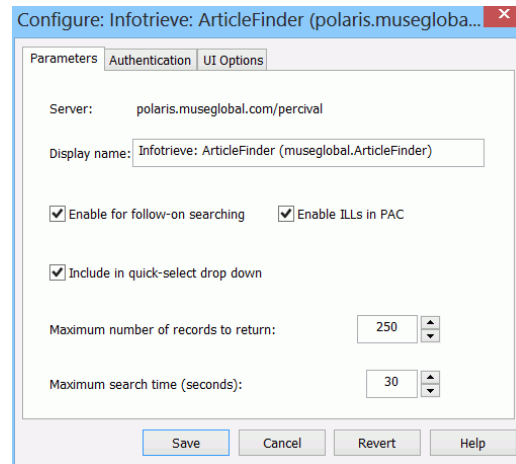 Configure: Infotrieve: ArticleFinder (polaris.musegloba...
Parameters Authentication UI Options
Server: polaris.museglobal.com/percival
Display name: Infotrieve: ArticleFinder (museglobal.ArticleFinder)
Enable for follow-on searching Enable ILLs in PAC
Include in quick-select drop down
Maximum number of records to return: 250
Maximum search time (seconds): 30
Save Cancel Revert Help